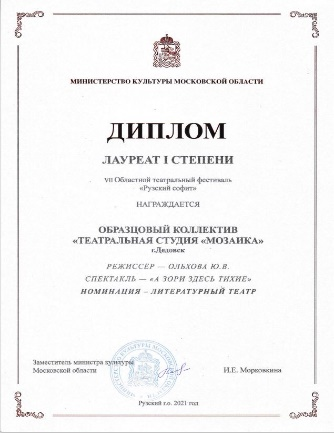 МИНИСТЕРСТВО КУЛЬТУРЫ МОСКОВСКОЙ ОБЛАСТИ
ДИПЛОМ
ЛАУРЕАТ I СТЕПЕНИ
VII Областной театральный фестиваль
«Рузский софит»
НАГРАЖДАЕТСЯ
ОБРАЗЦОВЫЙ КОЛЛЕКТИВ
«ТЕАТРАЛЬНАЯ СТУДИЯ «МОЗАИКА»
г.Дедовск
РЕЖИССЕР — ОЛЬХОВА Ю.В.
СПЕКТАКЛЬ — «А ЗОРИ ЗДЕСЬ ТИХИЕ»
НОМИНАЦИЯ – ЛИТЕРАТУРНЫЙ ТЕАТР
Заместитель министра культуры
Московской области
И.Е. Морковкина
Рузский г.о. 2021 год